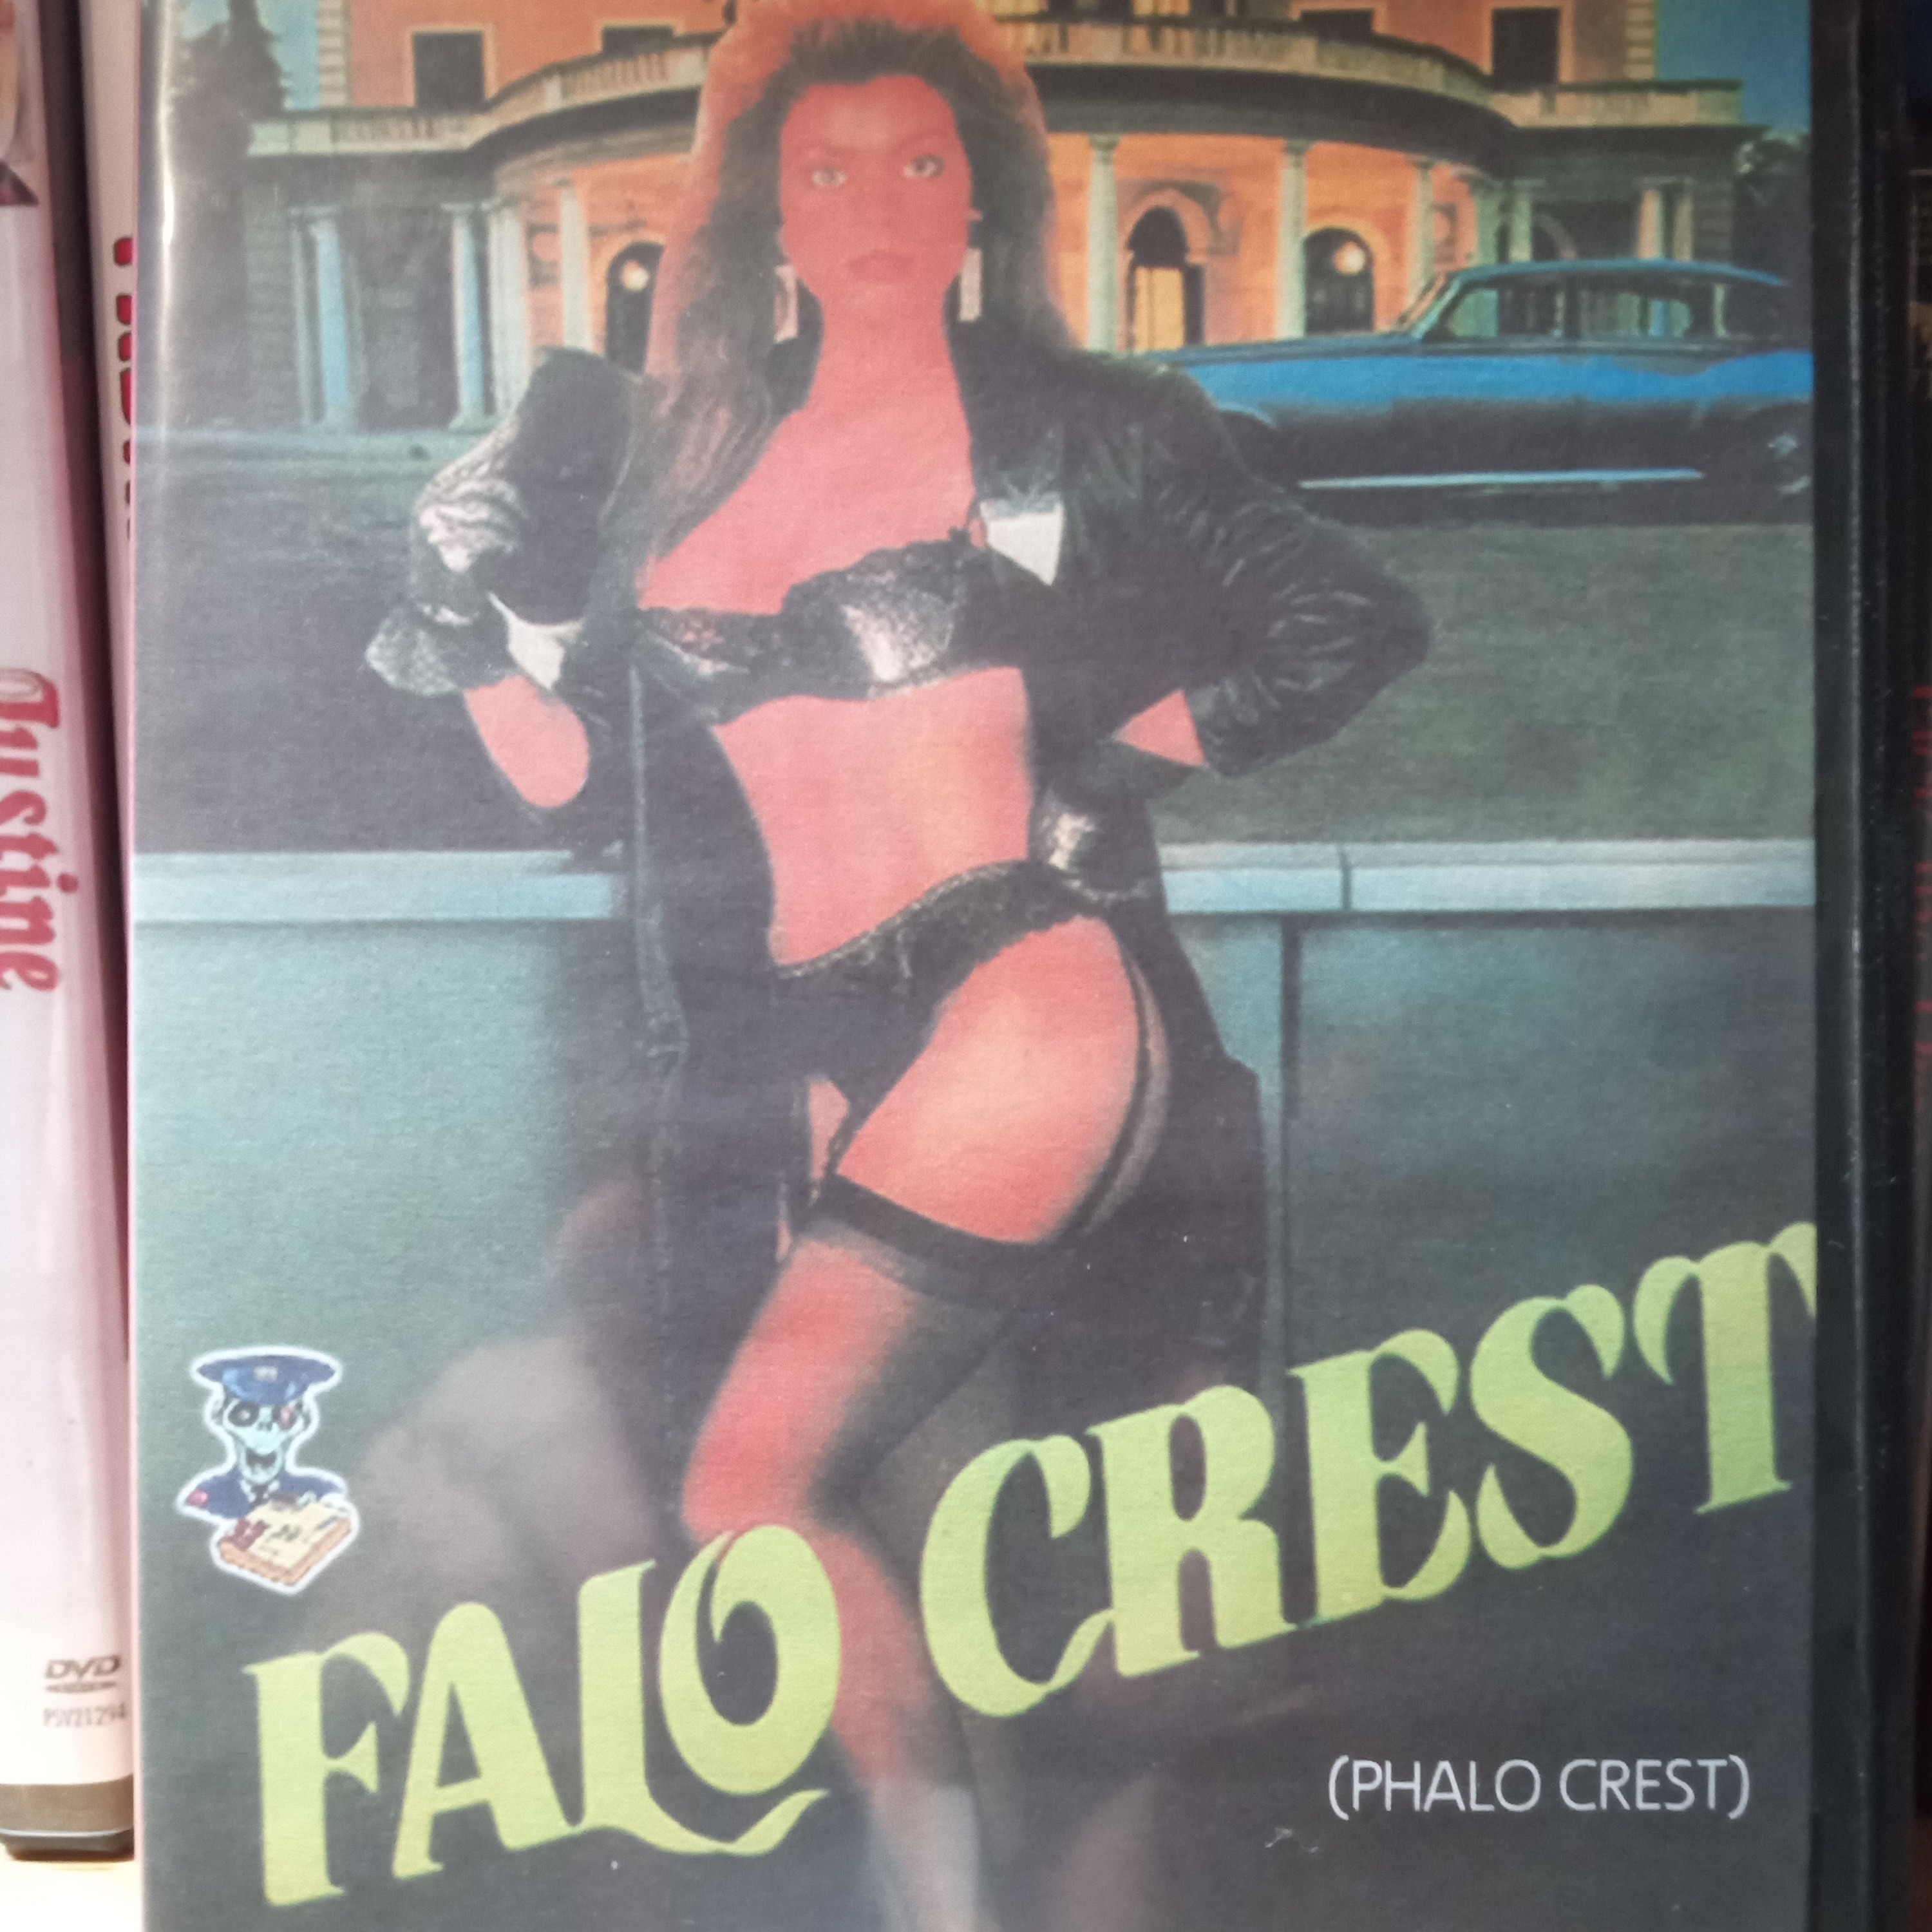 FALO CREST
(PHALO CREST)
Justine
DVD